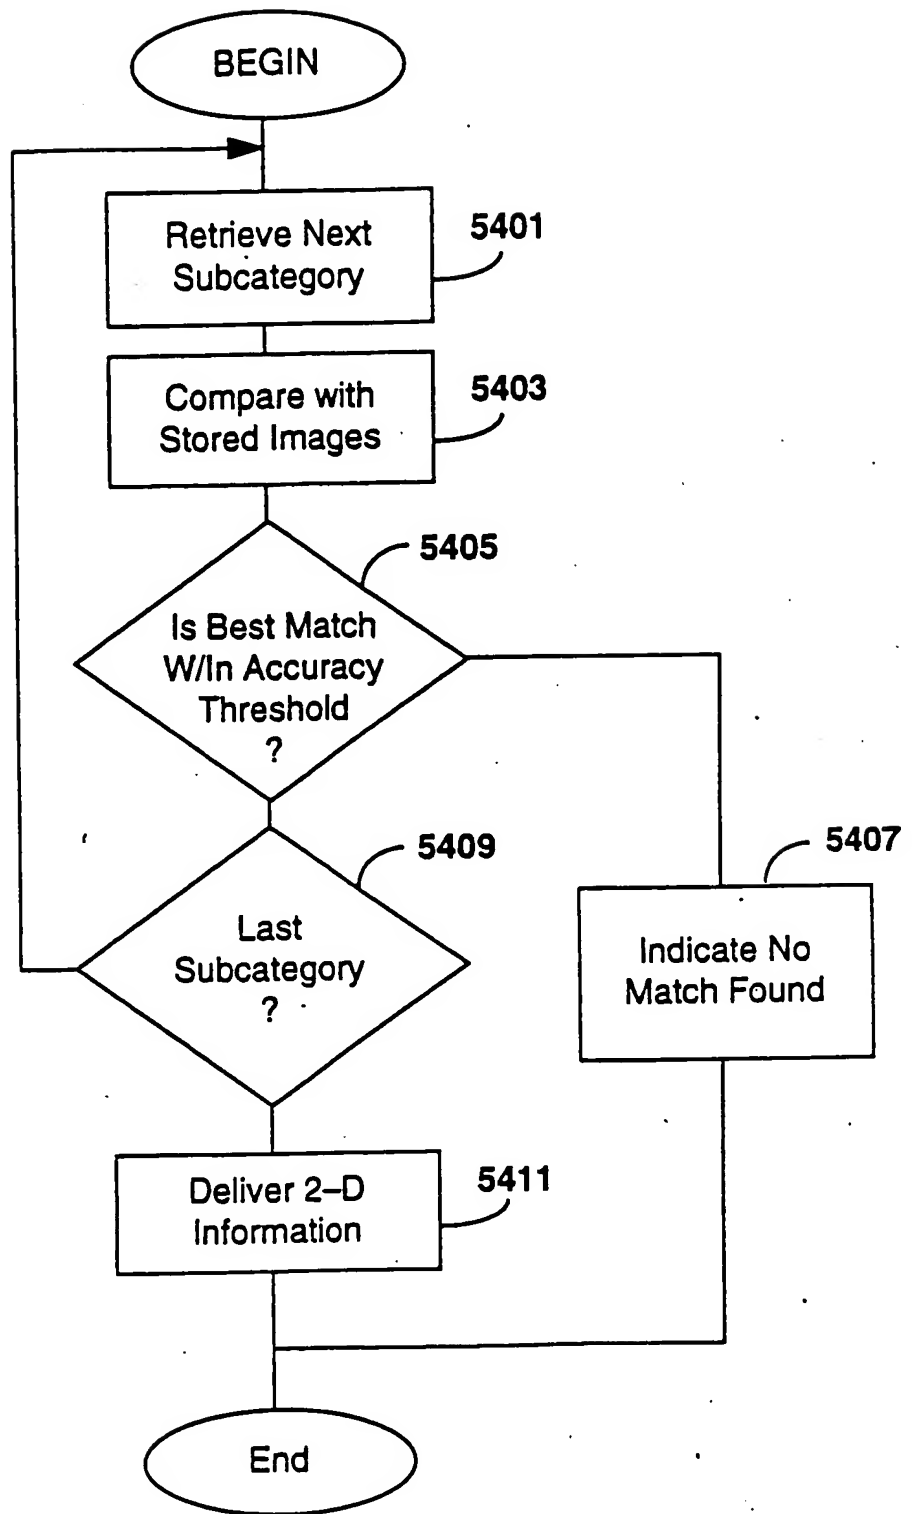 BEGIN
Retrieve Next
Subcategory
5401
Compare with
Stored Images
5403
5405
Is Best Match
W/In Accuracy
Threshold
?
5409
Last
Subcategory
?
5407
Indicate No
Match Found
Deliver 2–D
Information
5411
End